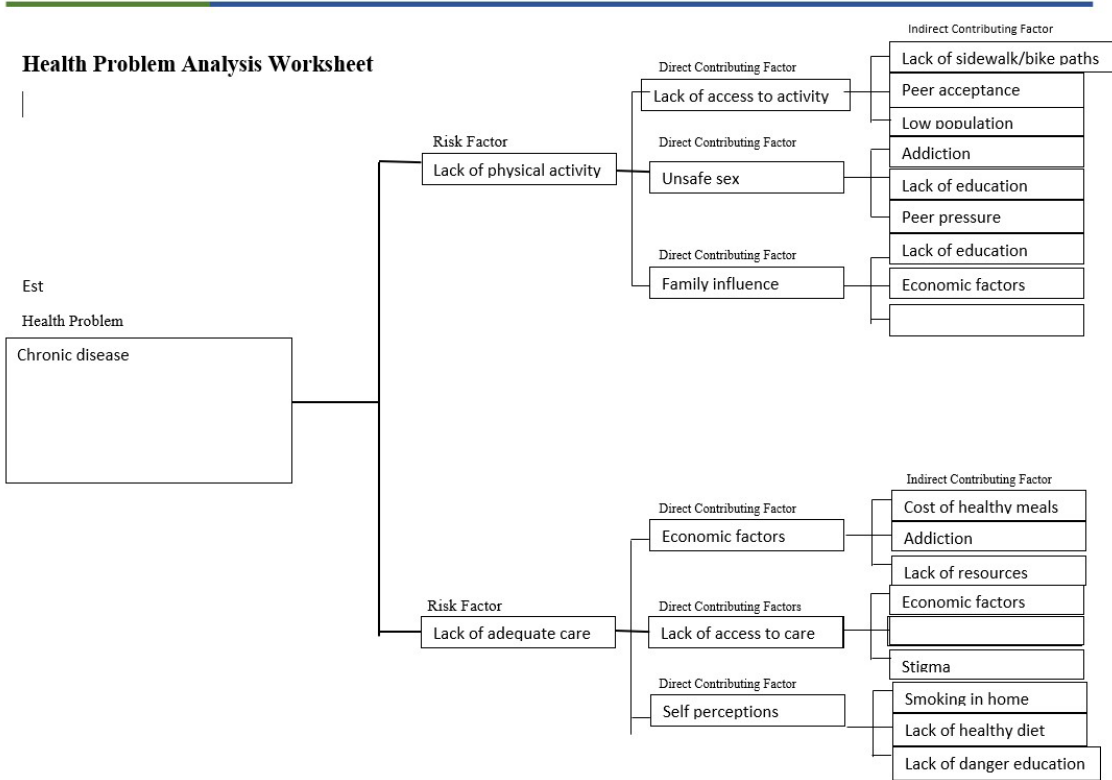 Health Problem Analysis Worksheet
Est
Health Problem
Chronic disease
Risk Factor
Lack of physical activity
Direct Contributing Factor
Lack of access to activity
Indirect Contributing Factor
Lack of sidewalk/bike paths
Peer acceptance
Low population
Direct Contributing Factor
Unsafe sex
Addiction
Lack of education
Peer pressure
Direct Contributing Factor
Family influence
Lack of education
Economic factors
Risk Factor
Lack of adequate care
Direct Contributing Factor
Economic factors
Indirect Contributing Factor
Cost of healthy meals
Addiction
Lack of resources
Direct Contributing Factors
Lack of access to care
Economic factors
Stigma
Direct Contributing Factor
Self perceptions
Smoking in home
Lack of healthy diet
Lack of danger education